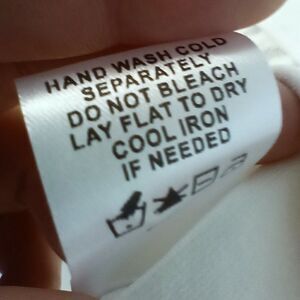 HAND WASH COLD
SEPARATELY
DO NOT BLEACH
LAY FLAT TO DRY
COOL IRON
IF NEEDED